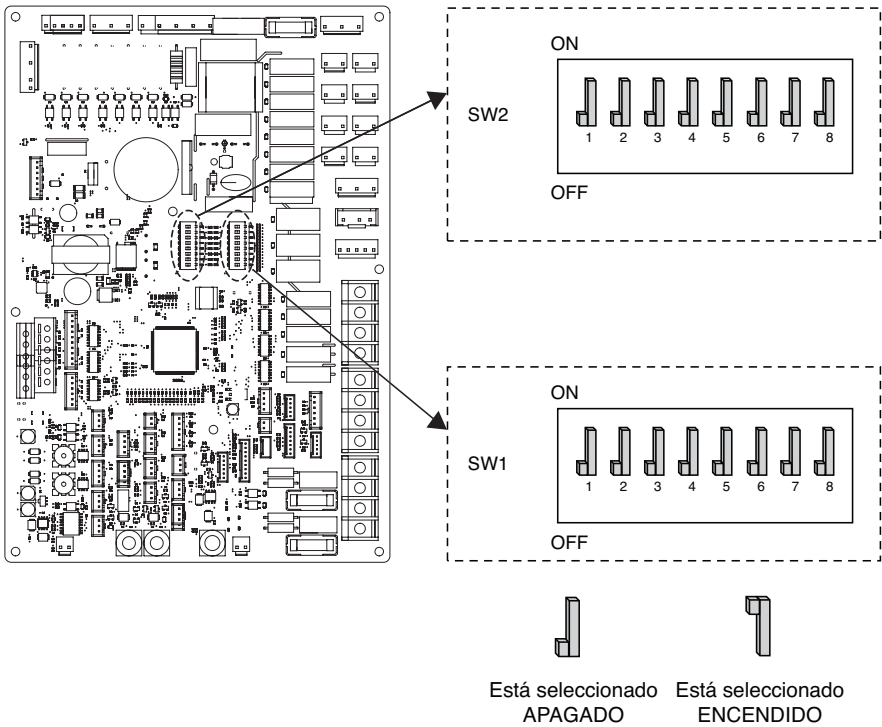 ON
SW2
1 2 3 4 5 6 7 8
OFF
ON
SW1
1 2 3 4 5 6 7 8
OFF
Está seleccionado
APAGADO
Está seleccionado
ENCENDIDO